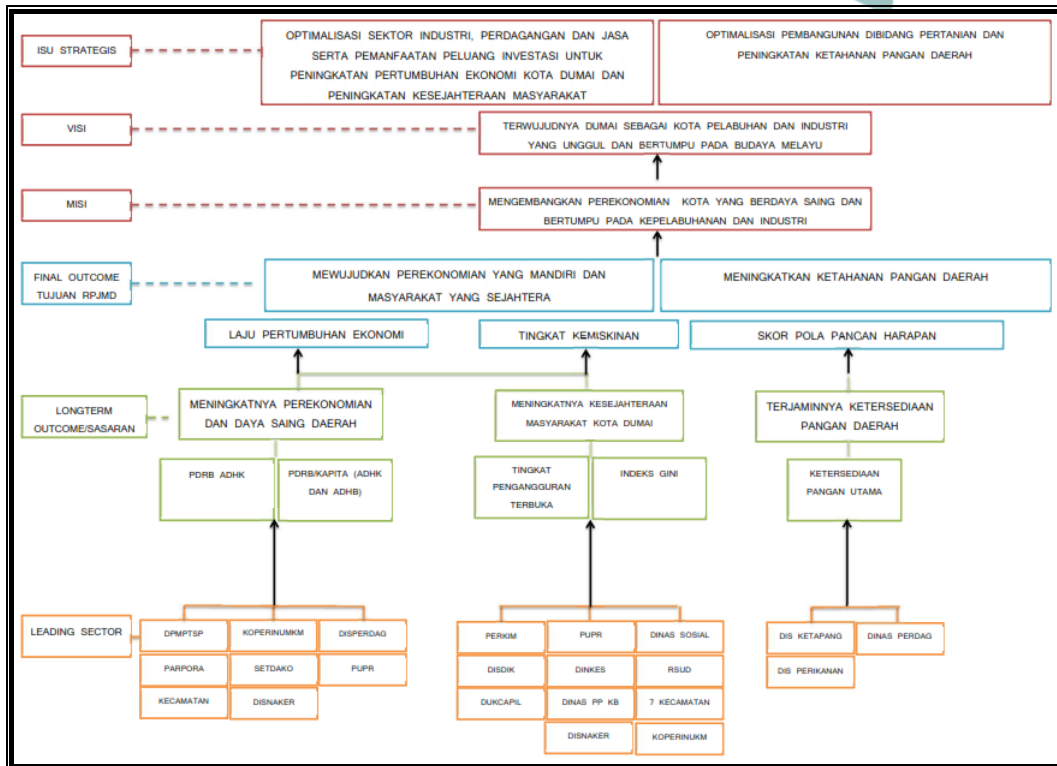 ISU STRATEGIS
OPTIMALISASI SEKTOR INDUSTRI, PERDAGANGAN DAN JASA
SERTA PEMANFAATAN PELUANG INVESTASI UNTUK
PENINGKATAN PERTUMBUHAN EKONOMI KOTA DUMAI DAN
PENINGKATAN KESEJAHTERAAN MASYARAKAT
OPTIMALISASI PEMBANGUNAN DIBIDANG PERTANIAN DAN
PENINGKATAN KETAHANAN PANGAN DAERAH
VISI
TERWUJUDNYA DUMAI SEBAGAI KOTA PELABUHAN DAN INDUSTRI
YANG UNGGUL DAN BERTUMPU PADA BUDAYA MELAYU
MISI
MENGEMBANGKAN PEREKONOMIAN KOTA YANG BERDAYA SAING DAN
BERTUMPU PADA KEPELABUHANAN DAN INDUSTRI
FINAL OUTCOME
TUJUAN RPJMD
MEWUJUDKAN PEREKONOMIAN YANG MANDIRI DAN
MASYARAKAT YANG SEJAHTERA
MENINGKATKAN KETAHANAN PANGAN DAERAH
LAJU PERTUMBUHAN EKONOMI
TINGKAT KEMISKINAN
SKOR POLA PANGAN HARAPAN
LONGTERM
OUTCOME/SASARAN
MENINGKATNYA PEREKONOMIAN
DAN DAYA SAING DAERAH
MENINGKATNYA KESEJAHTERAAN
MASYARAKAT KOTA DUMAI
TERJAMINNYA KETERSEDIAAN
PANGAN DAERAH
PDRB ADHK
PDRB/KAPITA (ADHK
DAN ADHB)
TINGKAT
PENGANGGURAN
TERBUKA
INDEKS GINI
KETERSEDIAAN
PANGAN UTAMA
LEADING SECTOR
DPMPTSP
KOPERINUMKM
DISPERDAG
PARPORA
SETDAKO
PUPR
KECAMATAN
DISNAKER
PERKIM
PUPR
DINAS SOSIAL
DISDIK
DINKES
RSUD
DUKCAPIL
DINAS PP KB
7 KECAMATAN
DISNAKER
KOPERINUKM
DIS KETAPANG
DINAS PERDAG
DIS PERIKANAN